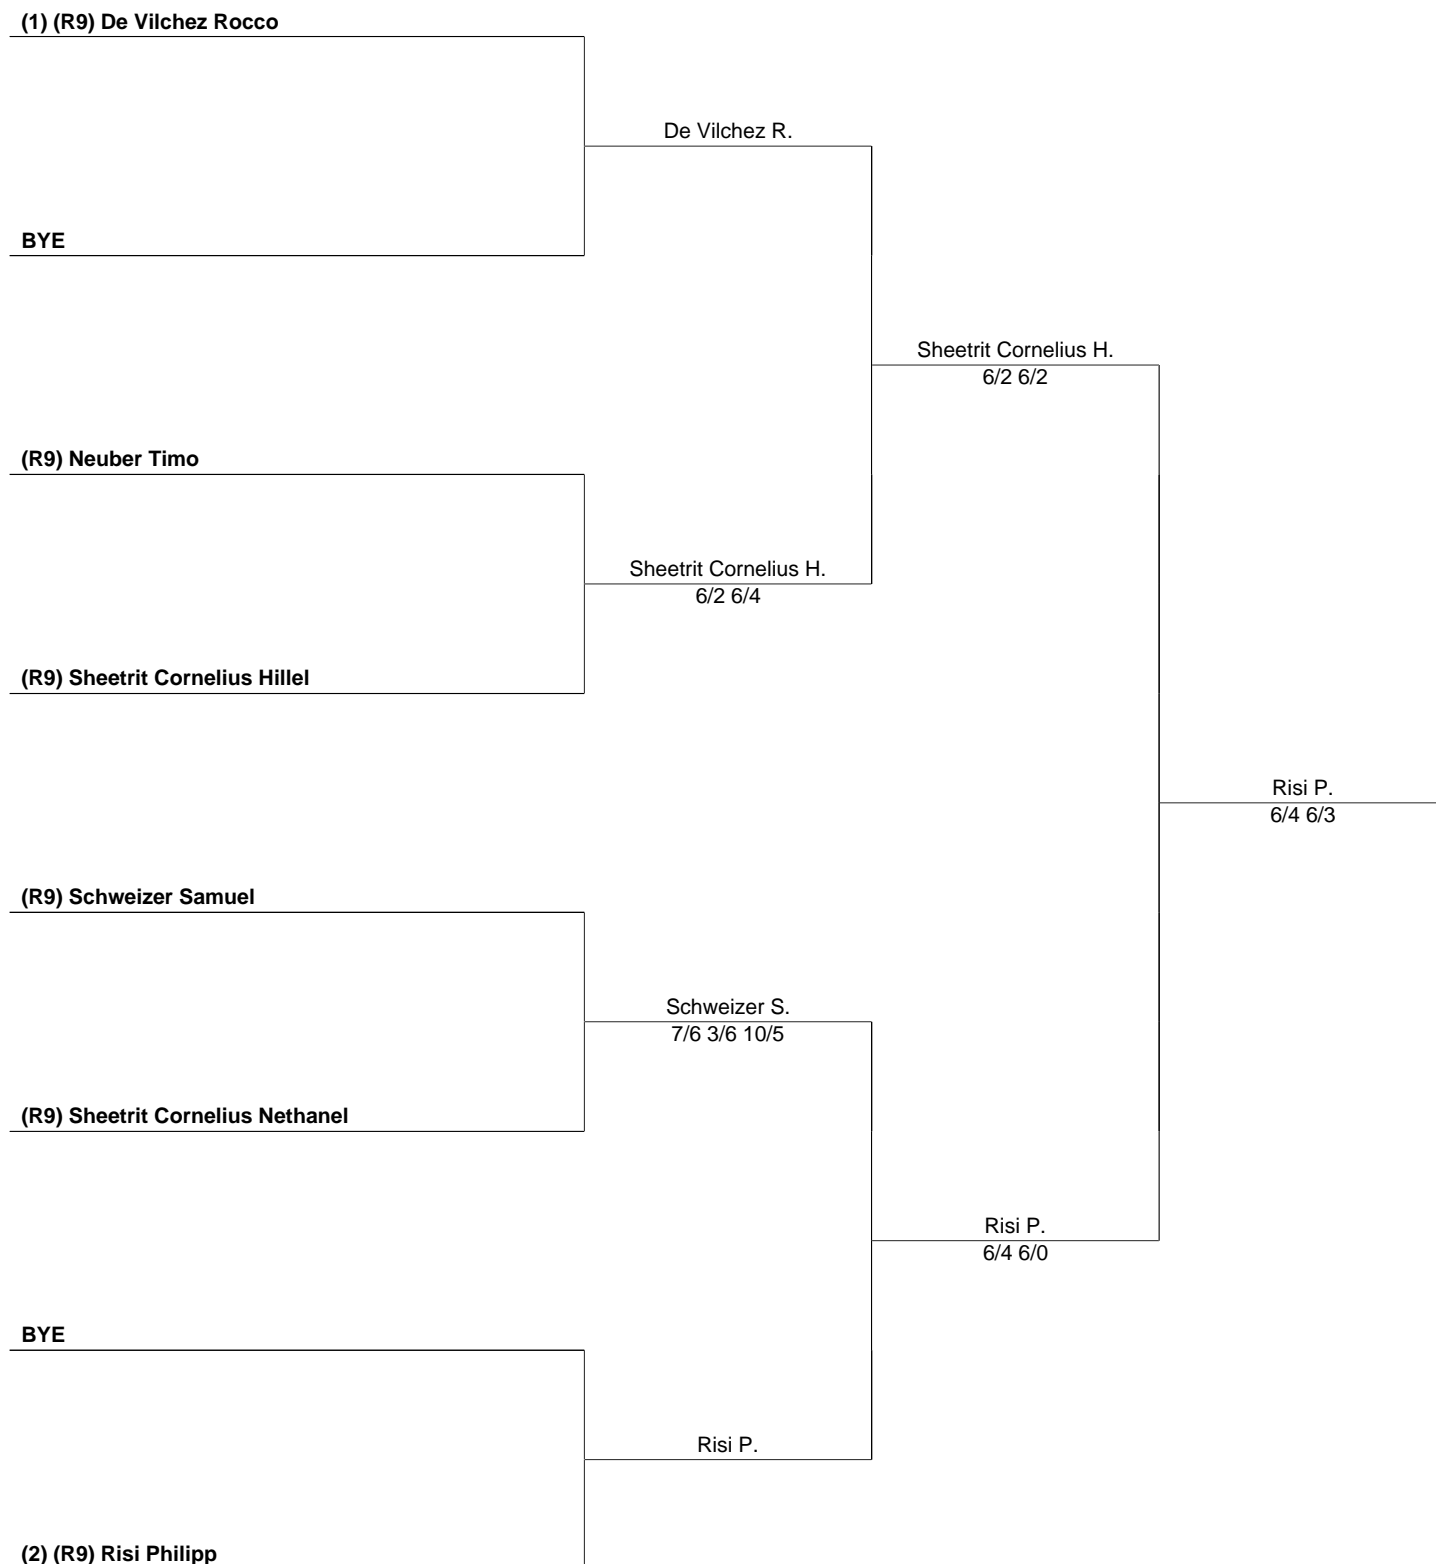 (1) (R9) De Vilchez Rocco
De Vilchez R.
BYE
Sheetrit Cornelius H.
6/2 6/2
(R9) Neuber Timo
Sheetrit Cornelius H.
6/2 6/4
(R9) Sheetrit Cornelius Hillel
Risi P.
6/4 6/3
(R9) Schweizer Samuel
Schweizer S.
7/6 3/6 10/5
(R9) Sheetrit Cornelius Nethanel
Risi P.
6/4 6/0
BYE
Risi P.
(2) (R9) Risi Philipp